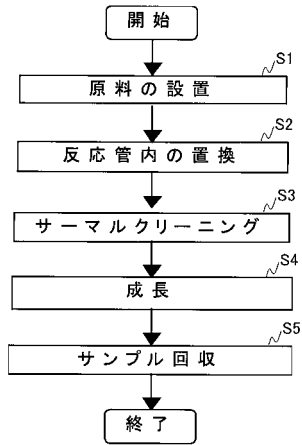 開始
S1
原料の設置
S2
反応管内の置換
S3
サーマルクリーニング
S4
成長
S5
サンプル回収
終了